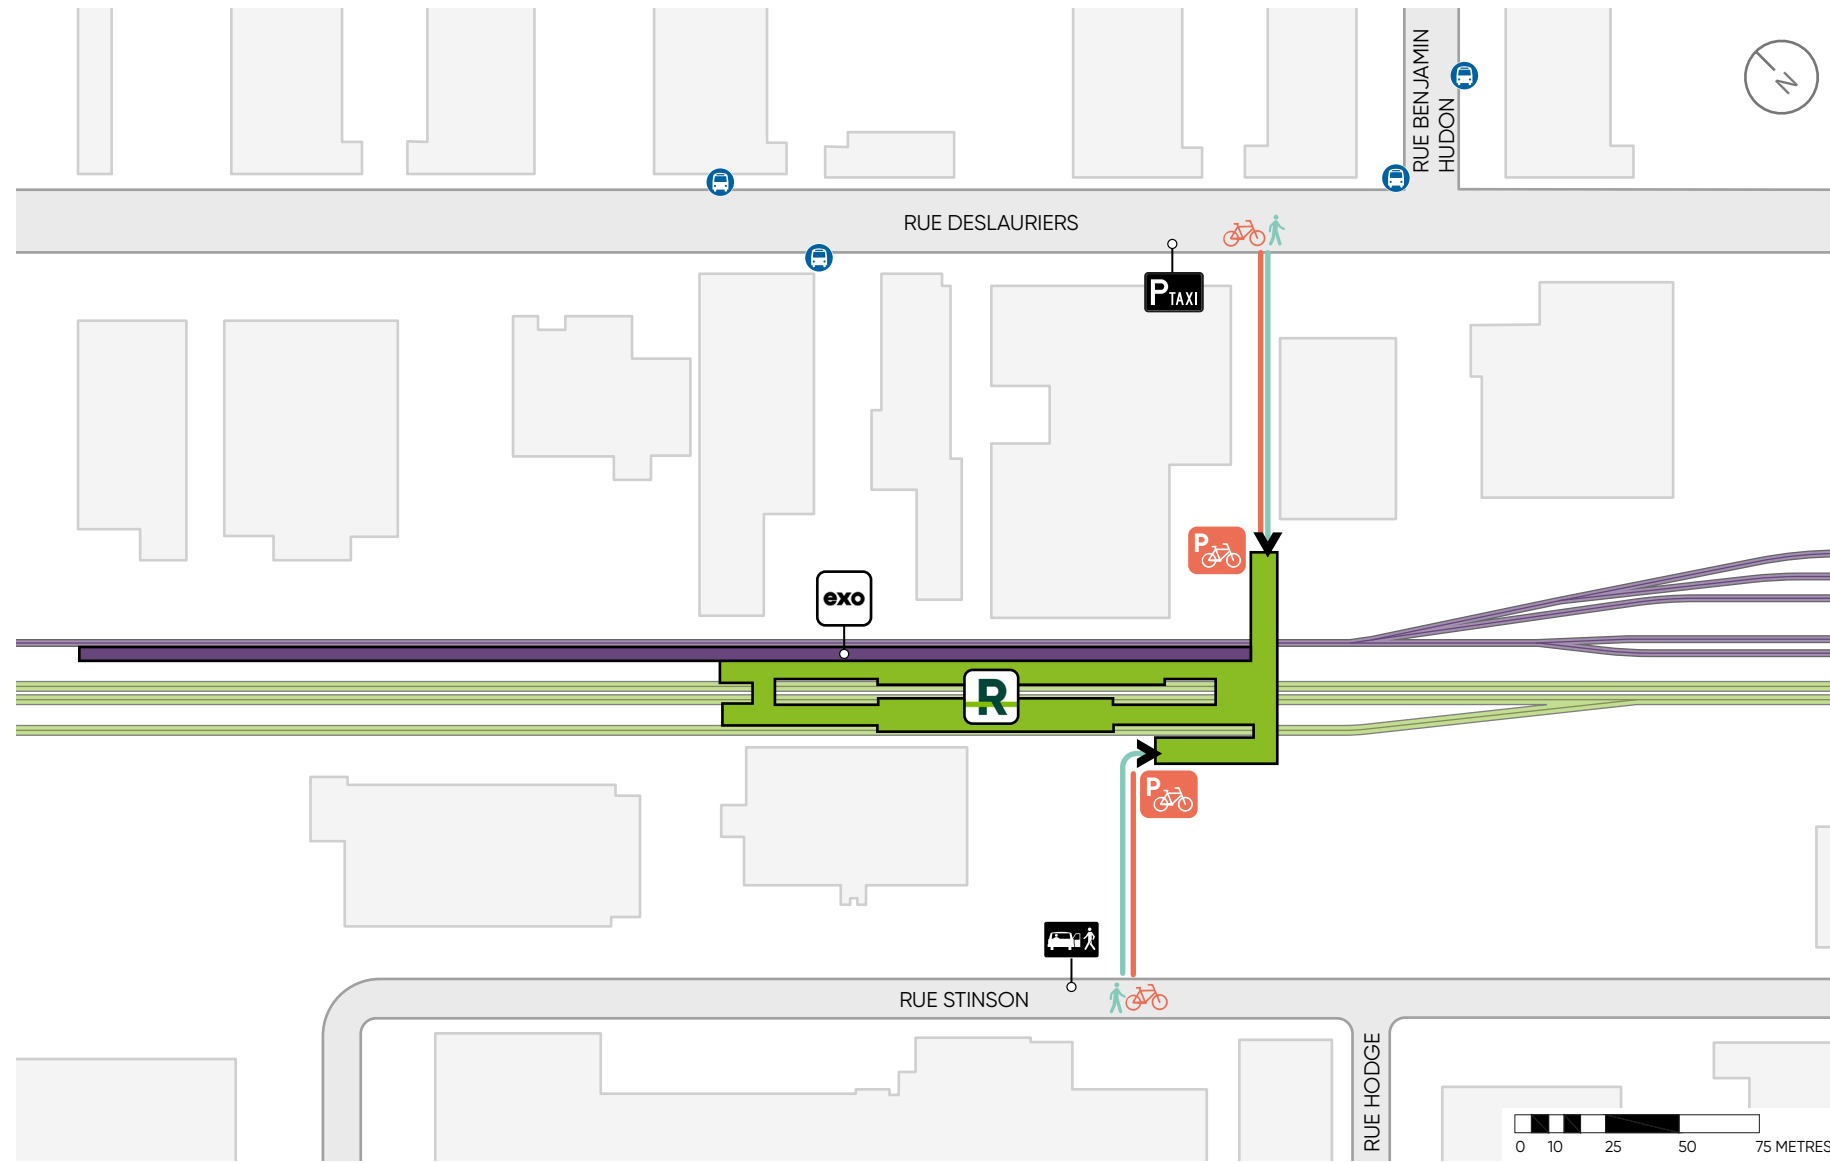 RUE BENJAMIN
HUDON
N
RUE DESLAURIERS
P TAXI
P
exo
R
P
RUE STINSON
RUE HODGE
0 10 25 50 75 METRES